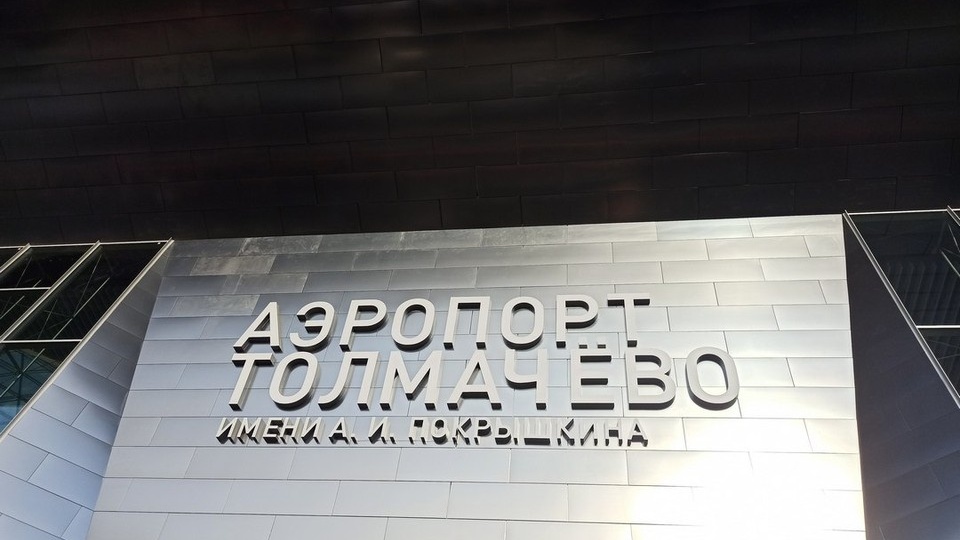 АЭРОПОРТ
ТОЛМАЧЁВО
ИМЕНИ А. И. ПОКРЫШКИНА